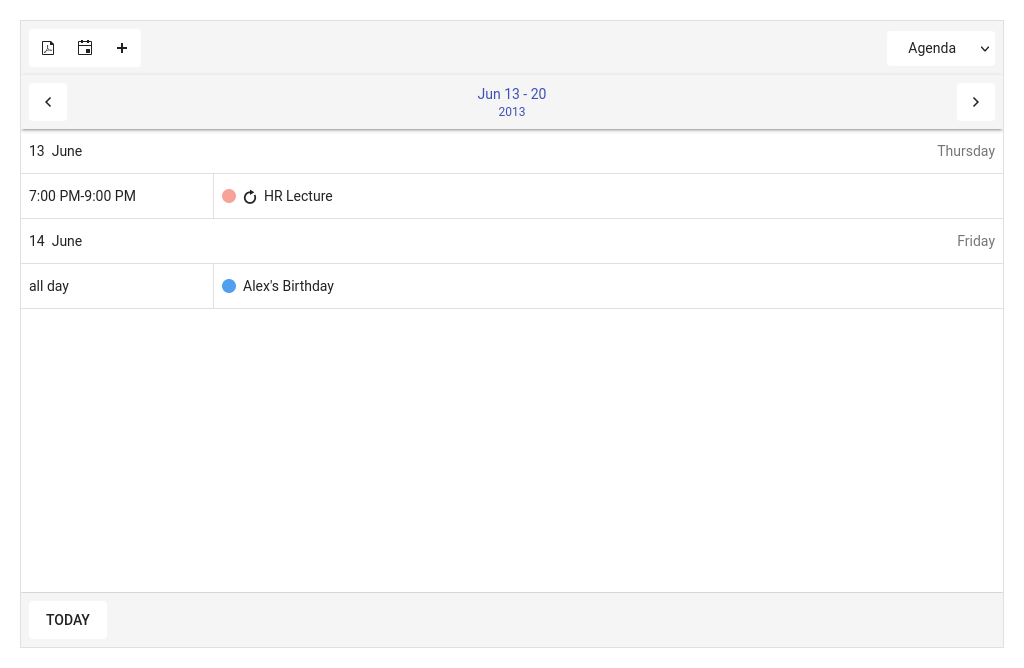 Agenda
Jun 13 - 20
2013
13 June Thursday
7:00 PM-9:00 PM HR Lecture
14 June Friday
all day Alex's Birthday
TODAY